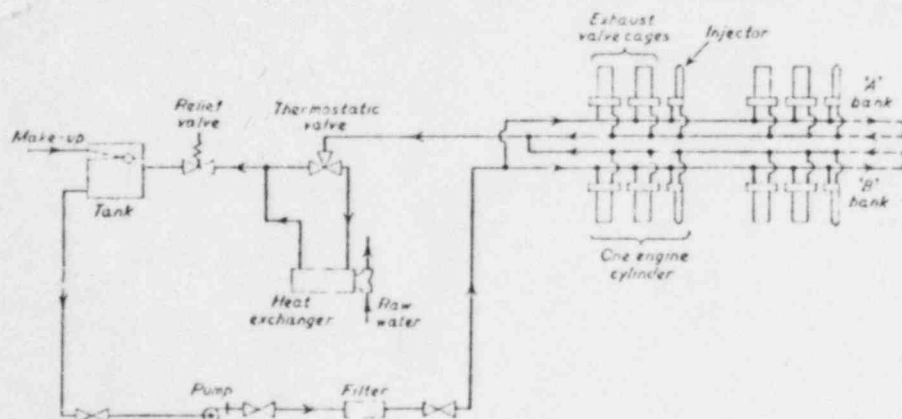 Exhaust
valve cages
Injector
'A'
bank
Relief
valve
Thermostatic
valve
Make-up
Tank
'B'
bank
One engine
cylinder
Heat
exchanger
Raw
water
Pump
Filter